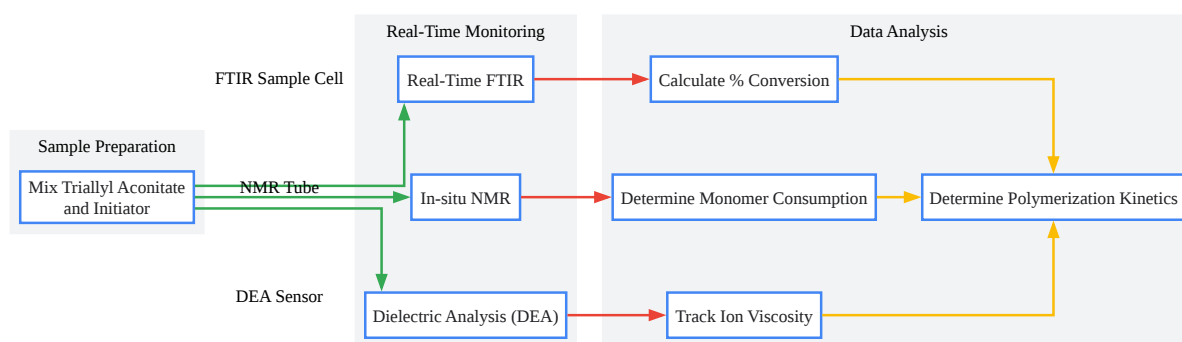 Real-Time Monitoring
Data Analysis
FTIR Sample Cell
Real-Time FTIR
Calculate % Conversion
Sample Preparation
Mix Triallyl Aconitate
and Initiator
NMR Tube
In-situ NMR
Determine Monomer Consumption
Determine Polymerization Kinetics
DEA Sensor
Dielectric Analysis (DEA)
Track Ion Viscosity